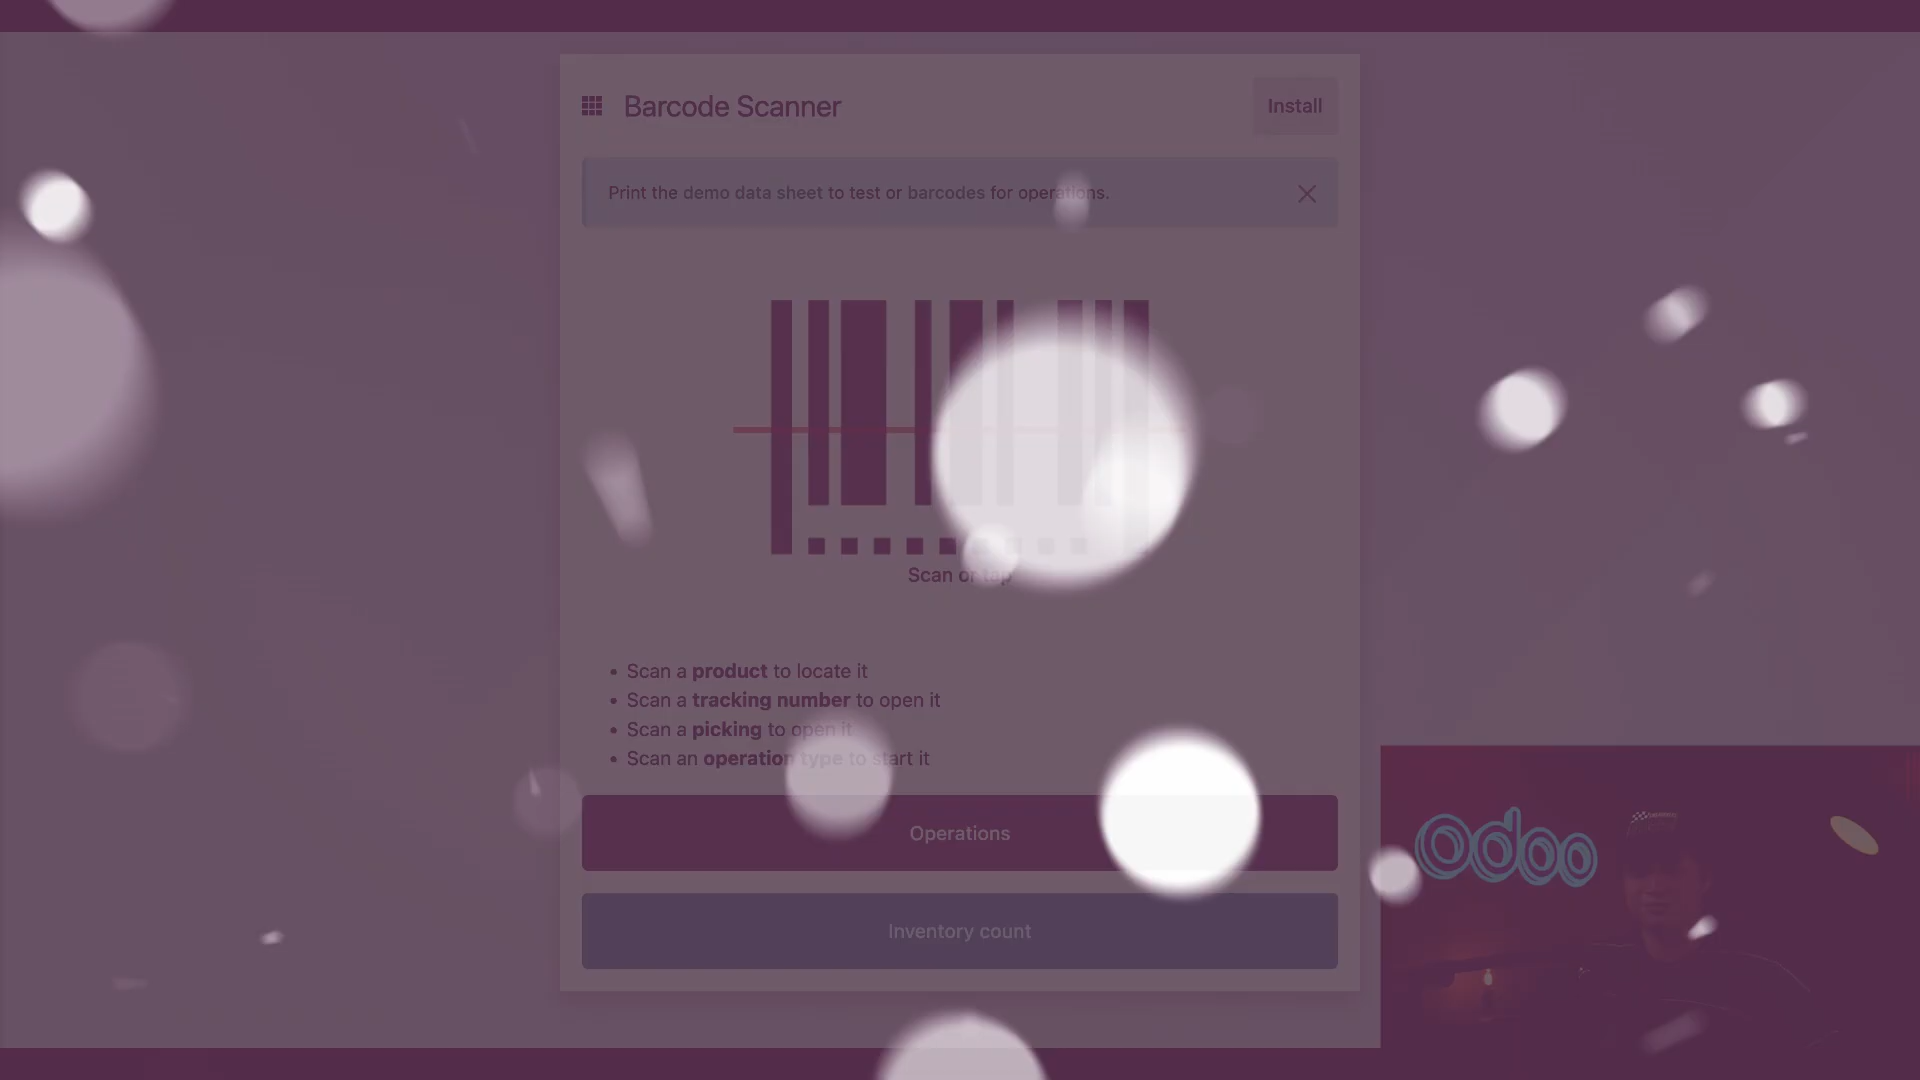 Barcode Scanner
Install
Print the demo data sheet to test or barcodes for operations.
Scan or tap
• Scan a product to locate it
• Scan a tracking number to open it
• Scan a picking to open it
• Scan an operation type to start it
Operations
Inventory count
odoo